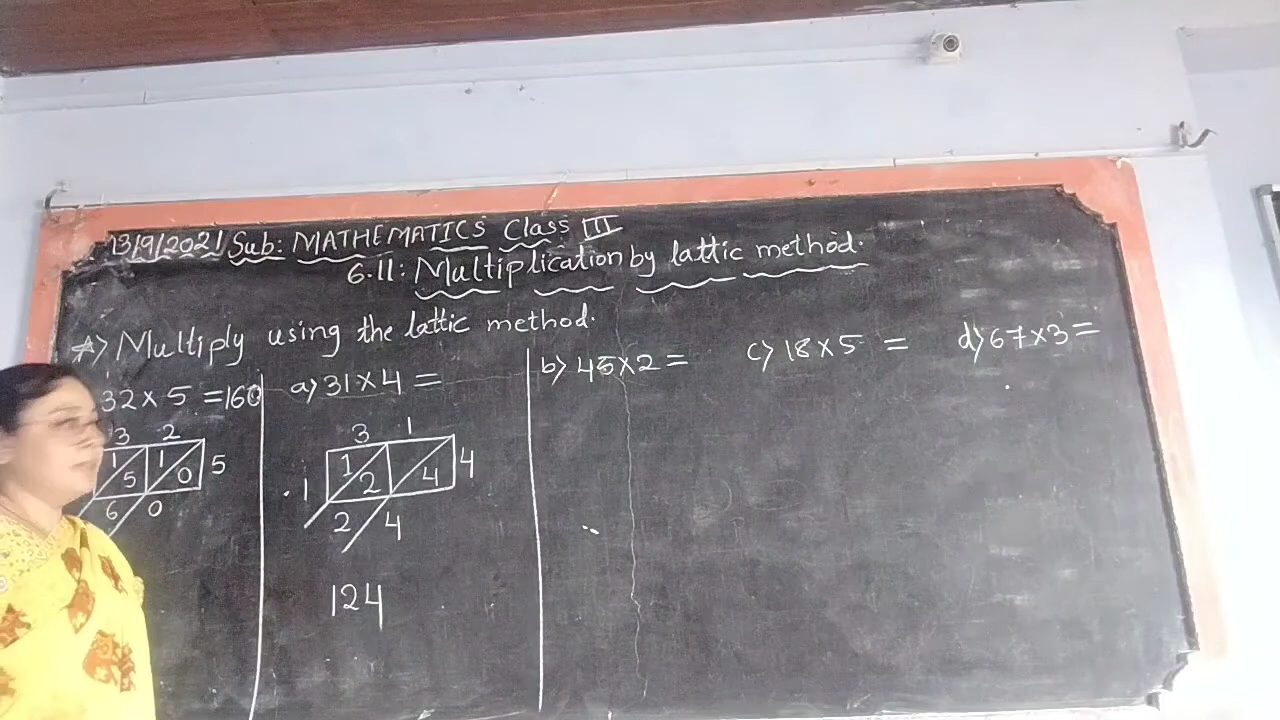 13/9/2021 Sub: MATHEMATICS Class III
6.11: Multiplication by lattic method.
A) Multiply using the lattic method.
32 x 5 = 160
3 2
1 5 1 0 5
6 0
a) 31 x 4 =
3 1
1 1 2 4 4
2 4
124
b) 45 x 2 =
c) 18 x 5 =
d) 67 x 3 =